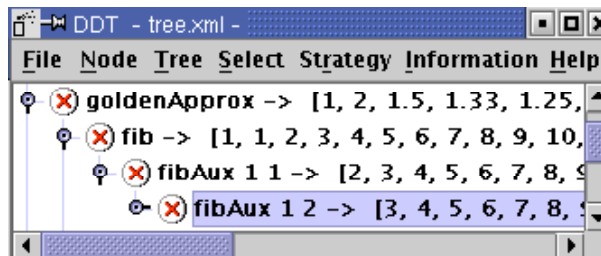 DDT - tree.xml -
File Node Tree Select Strategy Information Help
goldenApprox -> [1, 2, 1.5, 1.33, 1.25,
fib -> [1, 1, 2, 3, 4, 5, 6, 7, 8, 9, 10,
fibAux 1 1 -> [2, 3, 4, 5, 6, 7, 8,
fibAux 1 2 -> [3, 4, 5, 6, 7, 8,